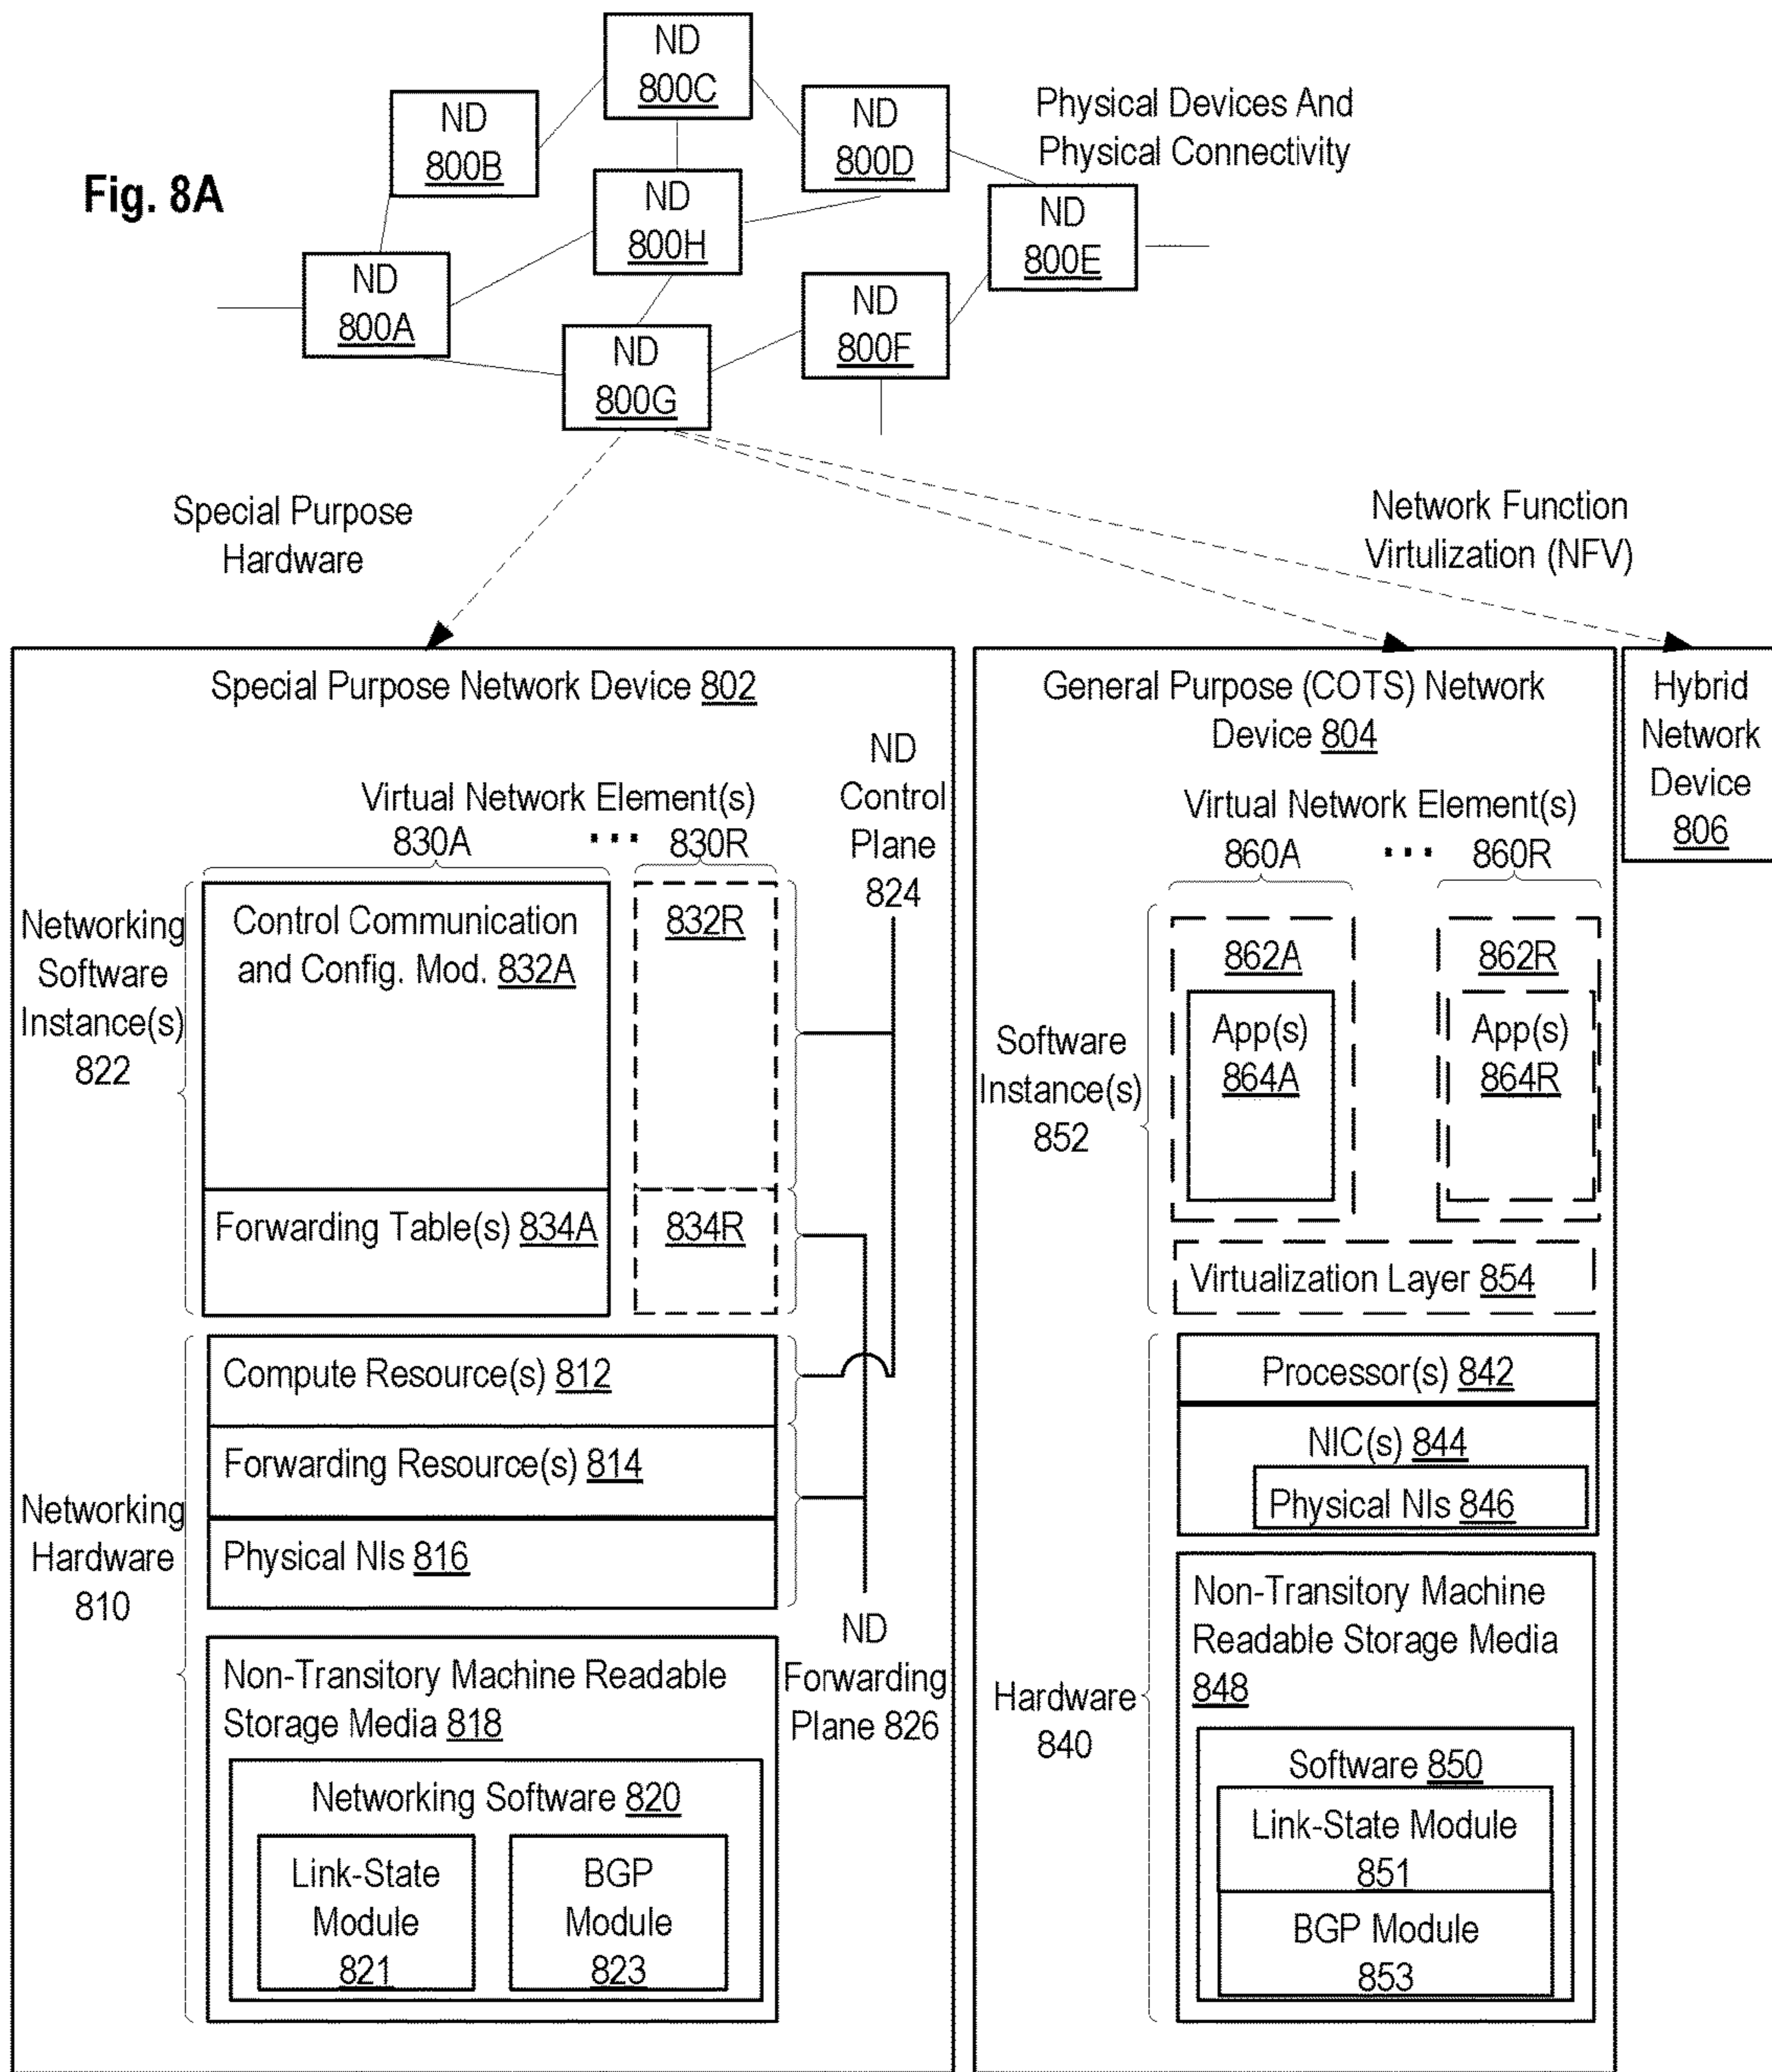 Fig. 8A
ND
800C
ND
800B
ND
800D
Physical Devices And
Physical Connectivity
ND
800H
ND
800E
ND
800A
ND
800F
ND
800G
Special Purpose
Hardware
Network Function
Virtulization (NFV)
Special Purpose Network Device 802
ND
Control
Plane
824
Virtual Network Element(s)
830A
...
830R
Networking
Software
Instance(s)
822
Control Communication
and Config. Mod. 832A
832R
Forwarding Table(s) 834A
834R
Networking
Hardware
810
Compute Resource(s) 812
Forwarding Resource(s) 814
Physical NIs 816
ND
Forwarding
Plane 826
Non-Transitory Machine Readable
Storage Media 818
Networking Software 820
Link-State
Module
821
BGP
Module
823
General Purpose (COTS) Network
Device 804
Virtual Network Element(s)
860A
...
860R
Software
Instance(s)
852
862A
App(s)
864A
862R
App(s)
864R
Virtualization Layer 854
Hardware
840
Processor(s) 842
NIC(s) 844
Physical NIs 846
Non-Transitory Machine
Readable Storage Media
848
Software 850
Link-State Module
851
BGP Module
853
Hybrid
Network
Device
806